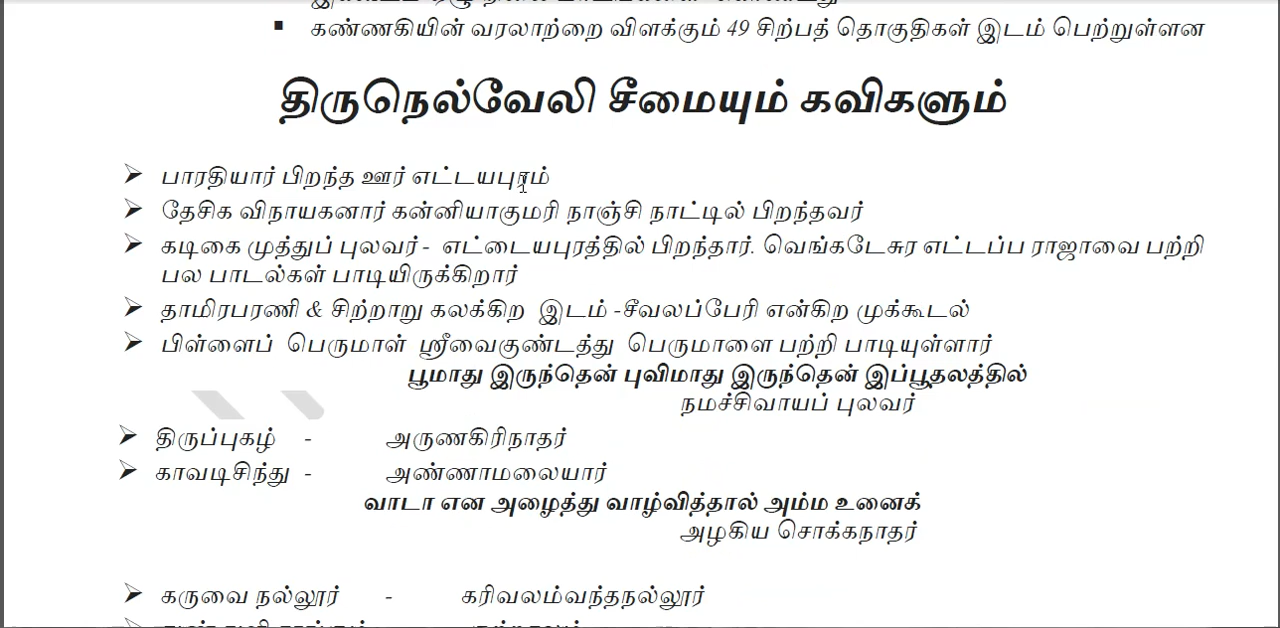 ▪ கண்ணகியின் வரலாற்றை விளக்கும் 49 சிற்பத் தொகுதிகள் இடம் பெற்றுள்ளன
திருநெல்வேலி சீமையும் கவிகளும்
➢ பாரதியார் பிறந்த ஊர் எட்டயபுரம்
➢ தேசிக விநாயகனார் கன்னியாகுமரி நாஞ்சி நாட்டில் பிறந்தவர்
➢ கடிகை முத்துப் புலவர் - எட்டையபுரத்தில் பிறந்தார். வெங்கடேசுர எட்டப்ப ராஜாவை பற்றி
பல பாடல்கள் பாடியிருக்கிறார்
➢ தாமிரபரணி & சிற்றாறு கலக்கிற இடம் -சீவலப்பேரி என்கிற முக்கூடல்
➢ பிள்ளைப் பெருமாள் ஸ்ரீவைகுண்டத்து பெருமாளை பற்றி பாடியுள்ளார்
பூமாது இருந்தென் புவிமாது இருந்தென் இப்பூதலத்தில்
நமச்சிவாயப் புலவர்
➢ திருப்புகழ் - அருணகிரிநாதர்
➢ காவடிசிந்து - அண்ணாமலையார்
வாடா என அழைத்து வாழ்வித்தால் அம்ம உனைக்
அழகிய சொக்கநாதர்
➢ கருவை நல்லூர் - கரிவலம்வந்தநல்லூர்